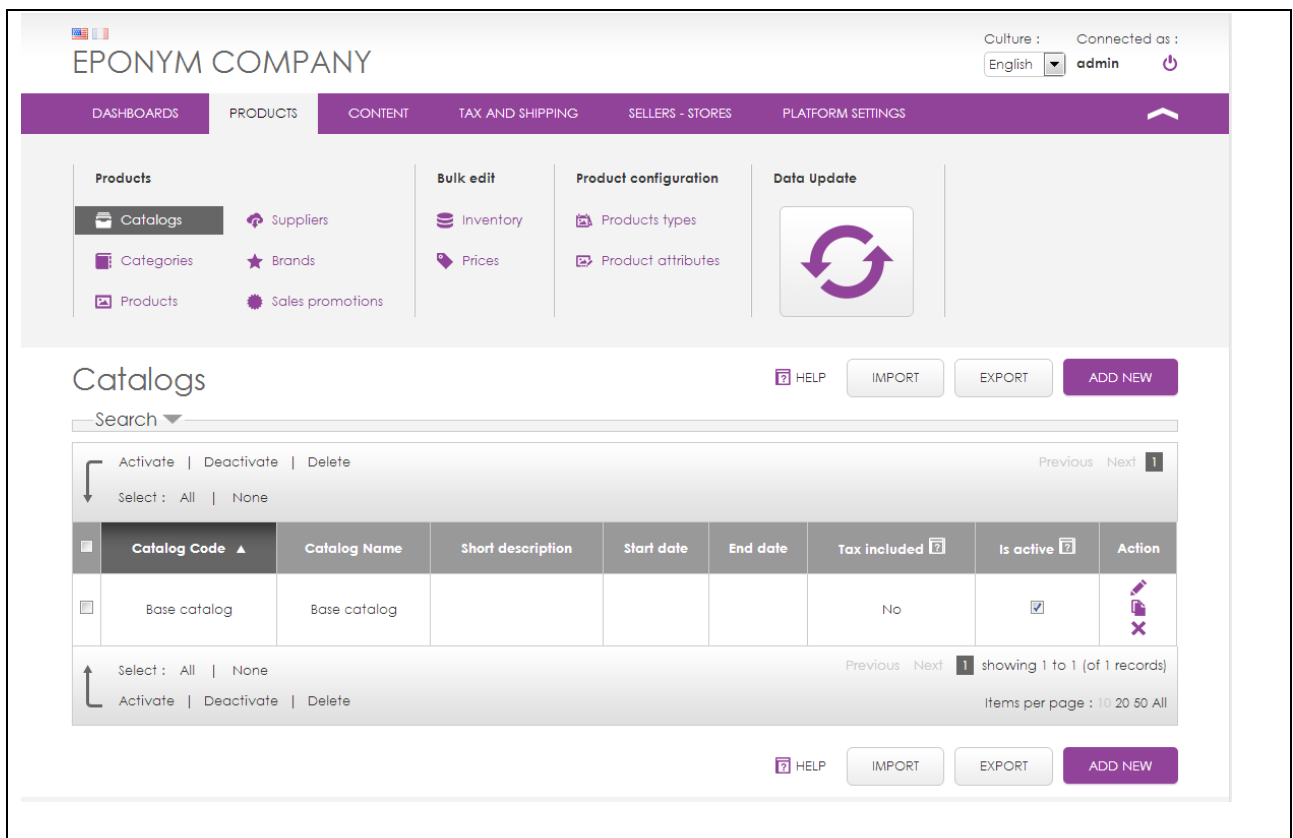 Culture : Connected as :
EPONYM COMPANY
English admin
DASHBOARDS PRODUCTS CONTENT TAX AND SHIPPING SELLERS - STORES PLATFORM SETTINGS
Products Bulk edit Product configuration Data Update
Catalogs Suppliers Inventory Products types
Categories Brands Prices Product attributes
Products Sales promotions
Catalogs ? HELP IMPORT EXPORT ADD NEW
Search
Activate | Deactivate | Delete Previous Next 1
Select : All | None
Catalog Code ▲ Catalog Name Short description Start date End date Tax included ? Is active ? Action
Base catalog Base catalog No
Select : All | None Previous Next 1 showing 1 to 1 (of 1 records)
Activate | Deactivate | Delete Items per page : 10 20 50 All
? HELP IMPORT EXPORT ADD NEW